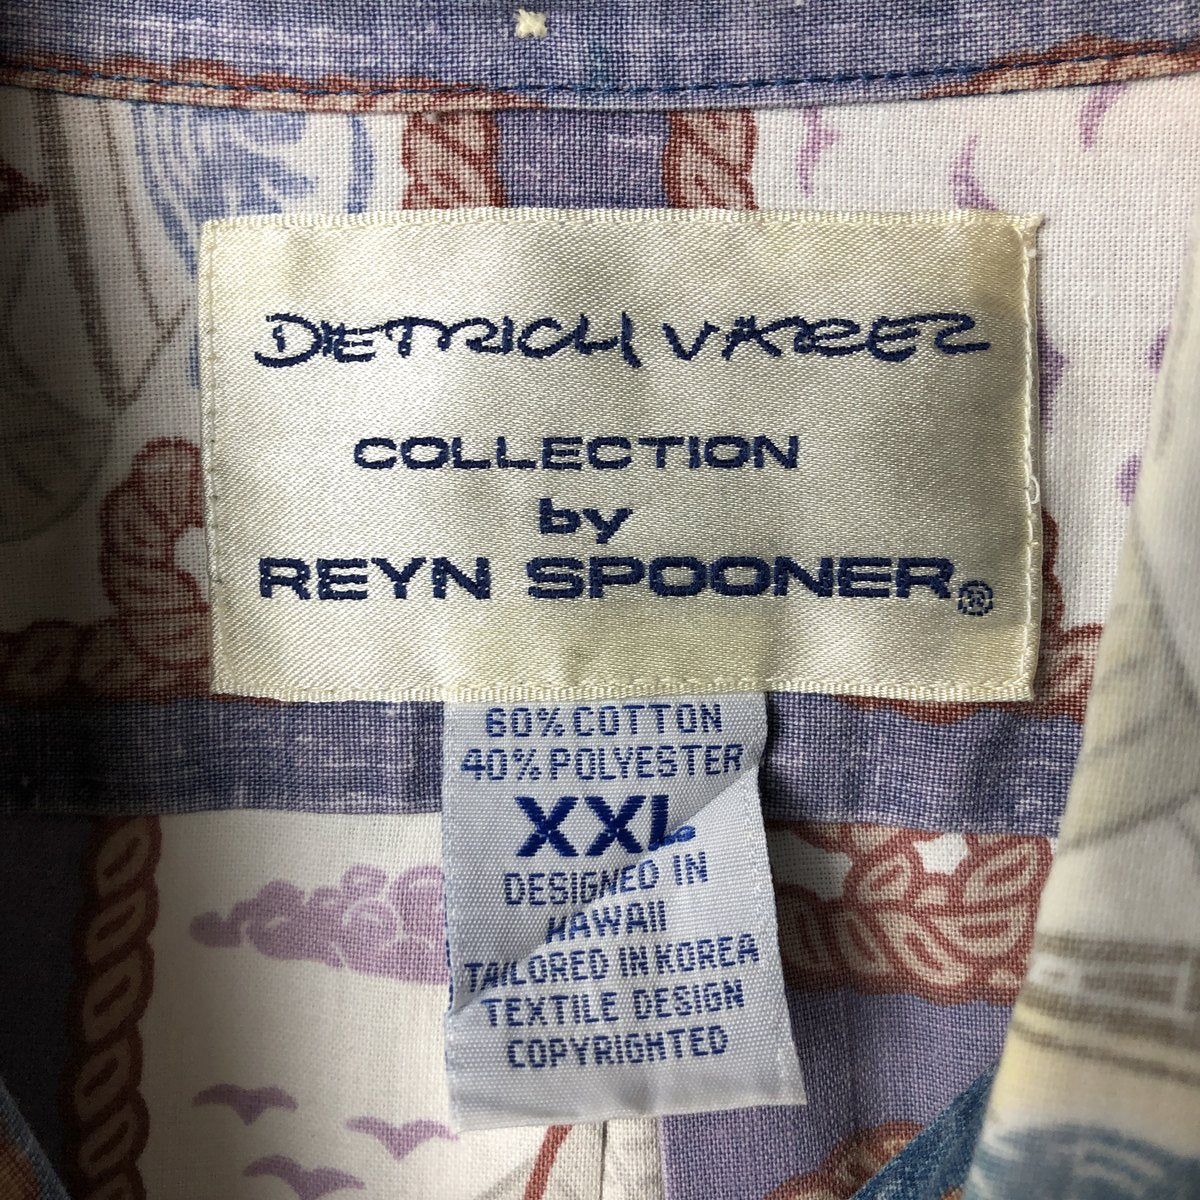 DIETRICH VAREZ
COLLECTION
by
REYN SPOONER®
60% COTTON
40% POLYESTER
XXL
DESIGNED IN
HAWAII
TAILORED IN KOREA
TEXTILE DESIGN
COPYRIGHTED